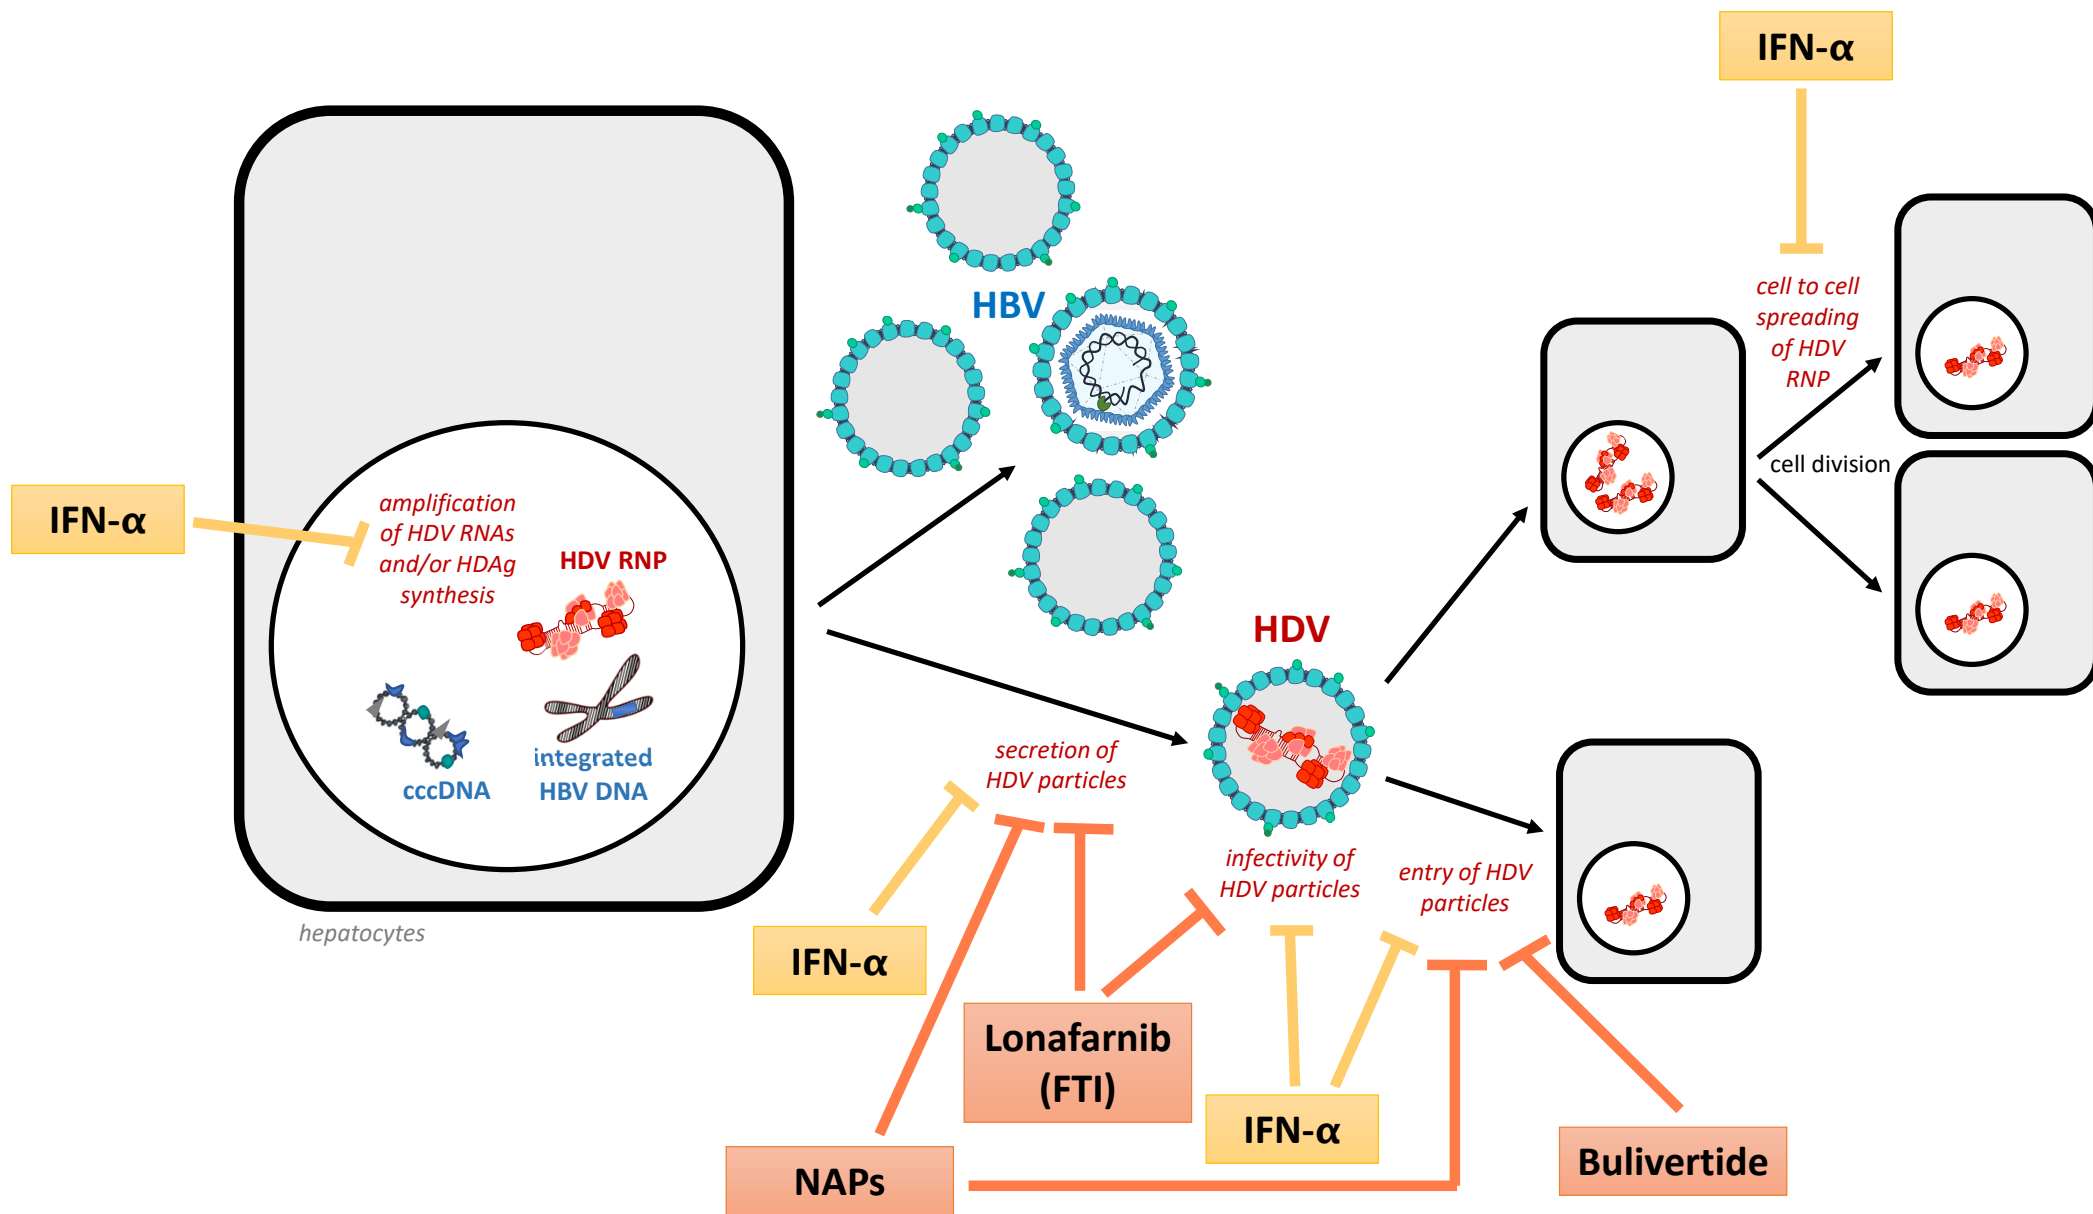 IFN-α
HBV
cell to cell
spreading
of HDV
RNP
cell division
IFN-α
amplification
of HDV RNAs
and/or HDAg
synthesis
HDV RNP
cccDNA
integrated
HBV DNA
hepatocytes
HDV
secretion of
HDV particles
infectivity of
HDV particles
entry of HDV
particles
IFN-α
Lonafarnib
(FTI)
IFN-α
NAPs
Bulivertide